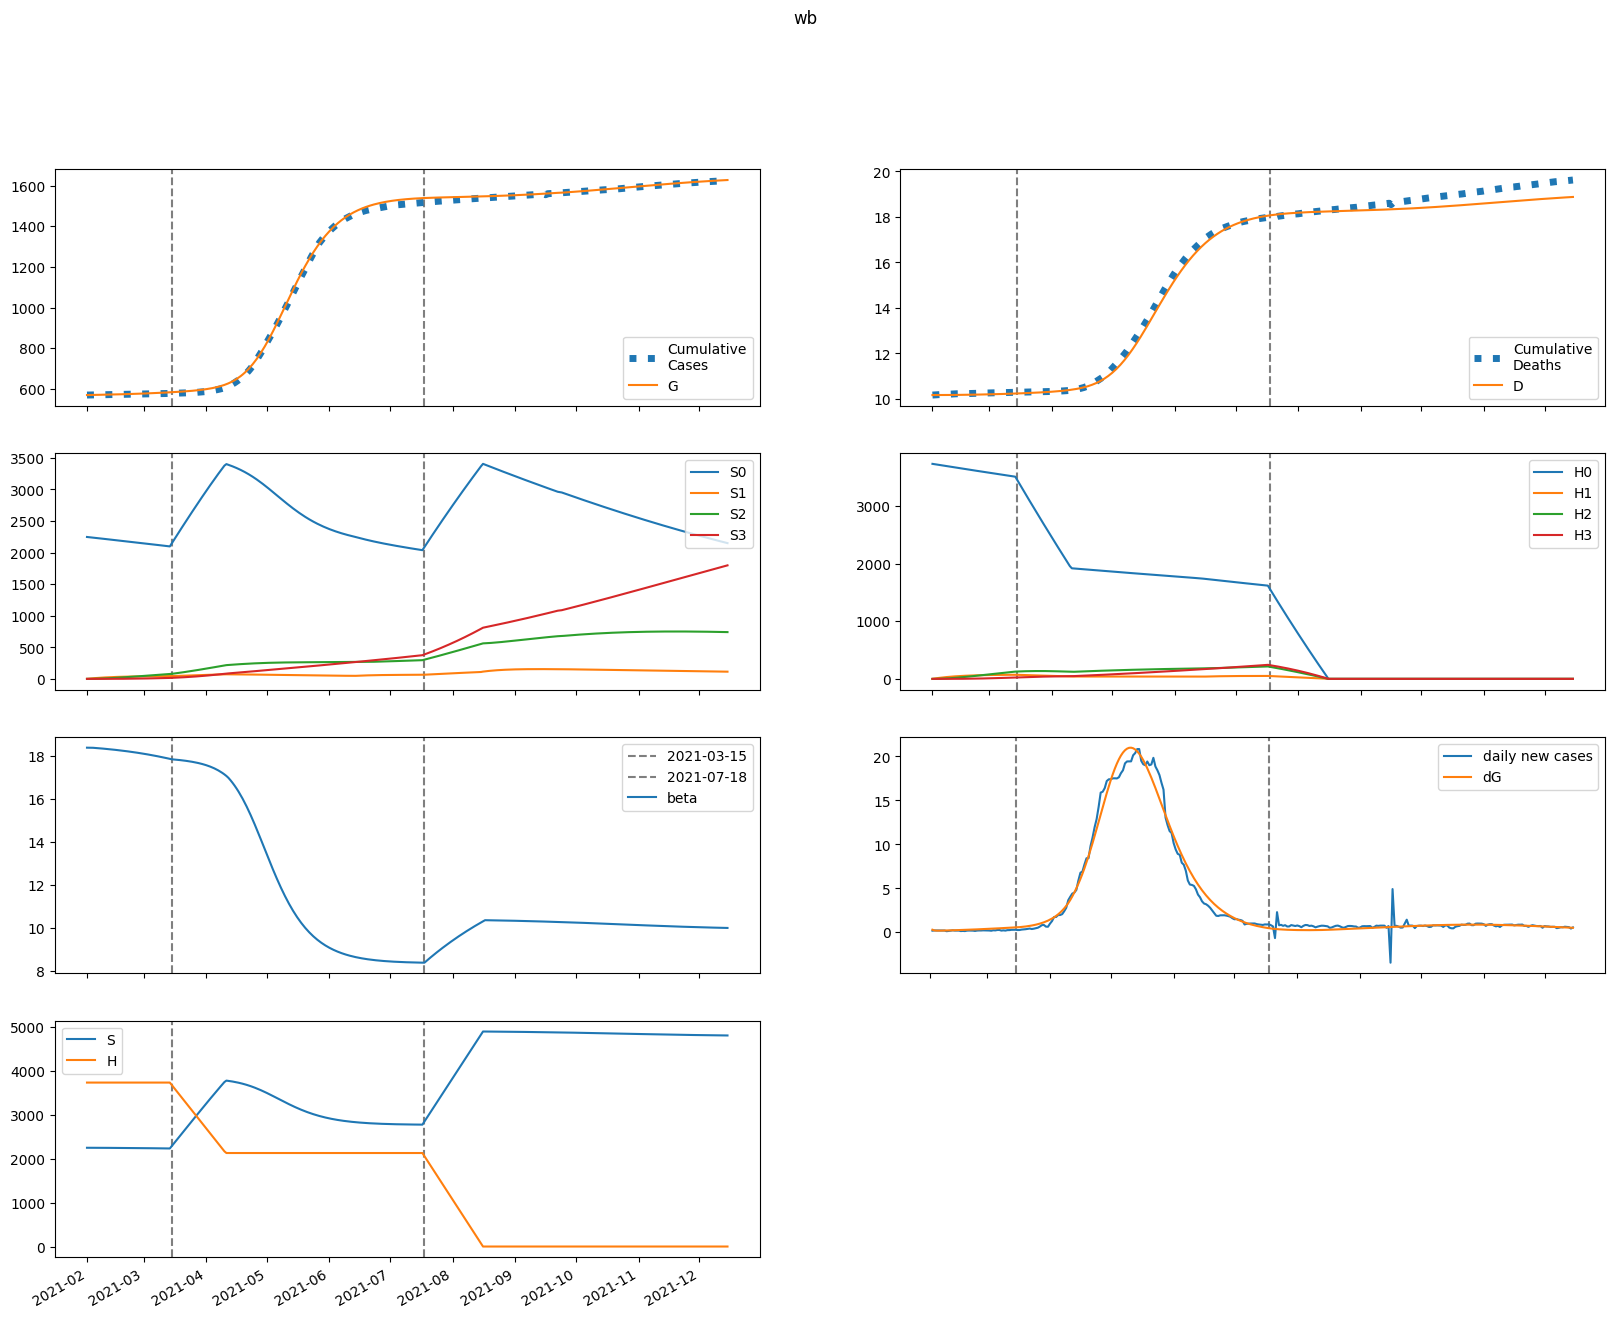 wb
1600
1400
1200
1000
800
600
Cumulative
Cases
G
20
18
16
14
12
10
Cumulative
Deaths
D
3500
3000
2500
2000
1500
1000
500
0
S0
S1
S2
S3
3000
2000
1000
0
H0
H1
H2
H3
18
16
14
12
10
8
2021-03-15
2021-07-18
beta
20
15
10
5
0
daily new cases
dG
5000
4000
3000
2000
1000
0
S
H
2021-02
2021-03
2021-04
2021-05
2021-06
2021-07
2021-08
2021-09
2021-10
2021-11
2021-12